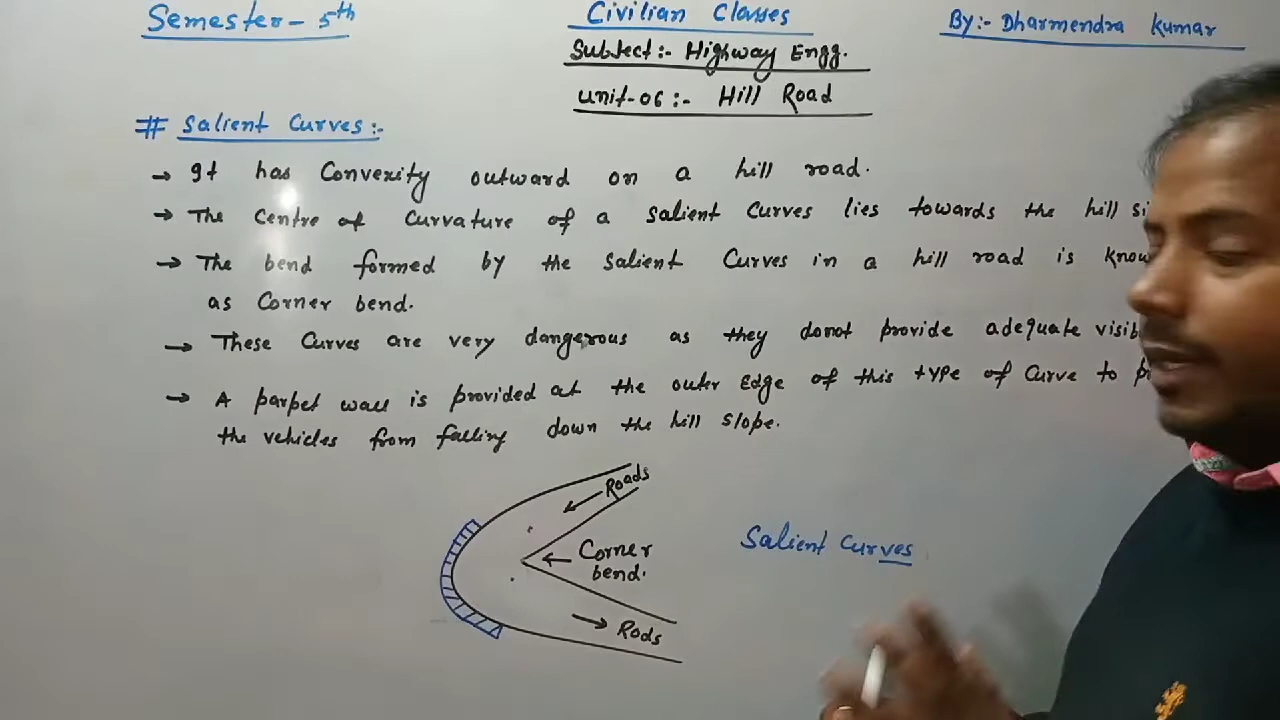 Semester - 5th
Civilian Classes
By:- Dharmendra Kumar
Subject:- Highway Engg.
Unit-06:- Hill Road
# Salient Curves:-
→ It has Convexity outward on a hill road.
→ The Centre of Curvature of a Salient Curves lies towards the hill si
→ The bend formed by the Salient Curves in a hill road is know
as Corner bend.
→ These Curves are very dangerous as they donot provide adequate visib
→ A parpet wall is provided at the outer Edge of this type of Curve to p
the vehicles from falling down the hill slope.
Roads
Corner
bend.
Salient Curves
Rods